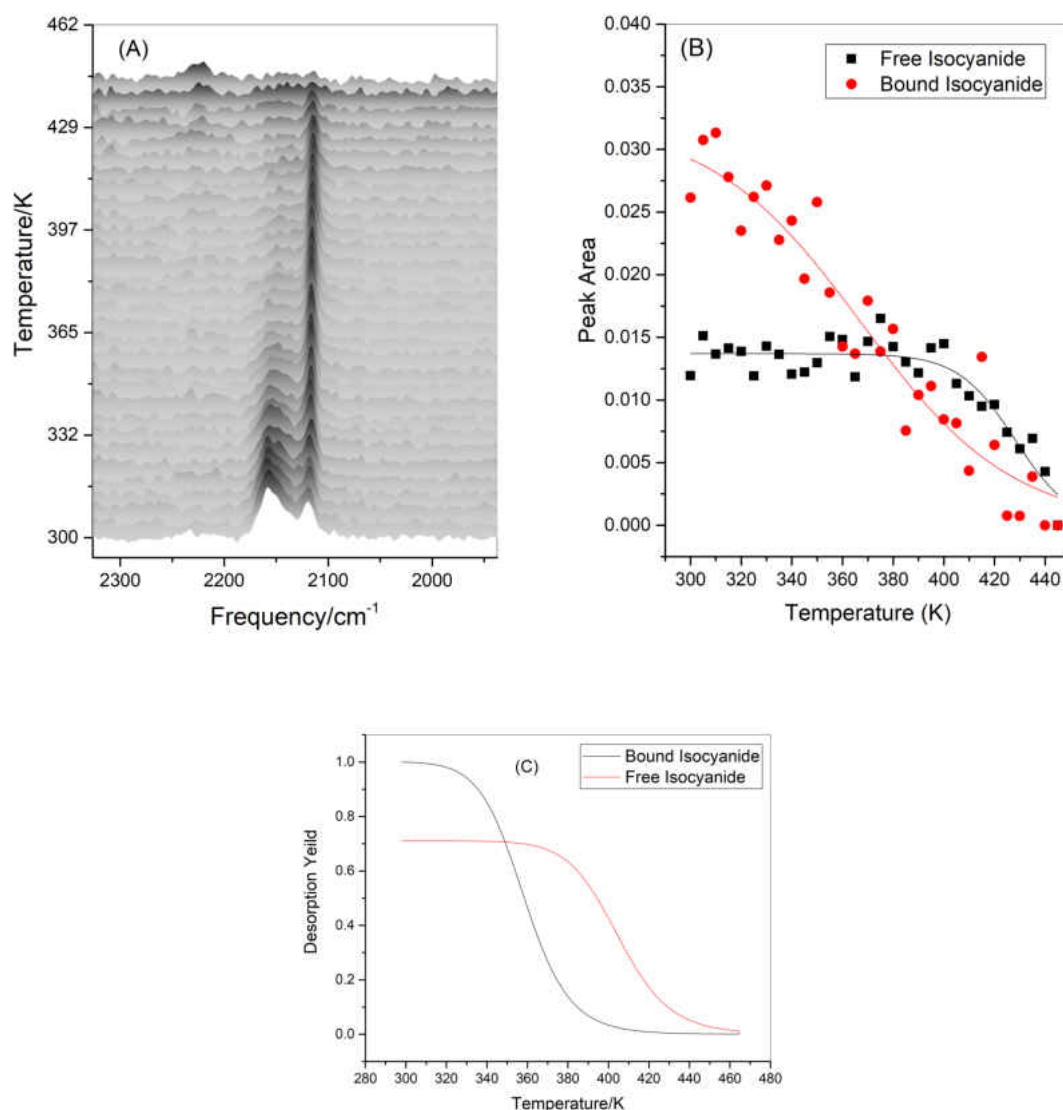 (A)
462
429
397
365
332
300
Temperature/K
2300 2200 2100 2000
Frequency/cm⁻¹
(B)
Free Isocyanide
Bound Isocyanide
0.040
0.035
0.030
0.025
0.020
0.015
0.010
0.005
0.000
Peak Area
300 320 340 360 380 400 420 440
Temperature (K)
(C)
Bound Isocyanide
Free Isocyanide
1.0
0.8
0.6
0.4
0.2
0.0
Desorption Yeild
280 300 320 340 360 380 400 420 440 460 480
Temperature/K